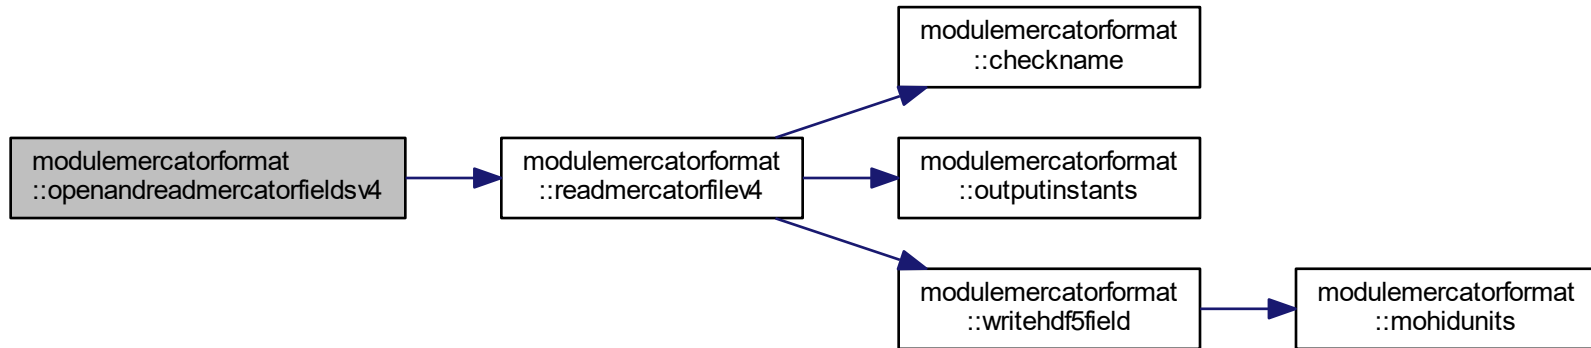 modulemercatorformat
::openandreadmercatorfieldsv4
modulemercatorformat
::readmercatorfilev4
modulemercatorformat
::checkname
modulemercatorformat
::outputinstants
modulemercatorformat
::writehdf5field
modulemercatorformat
::mohidunits